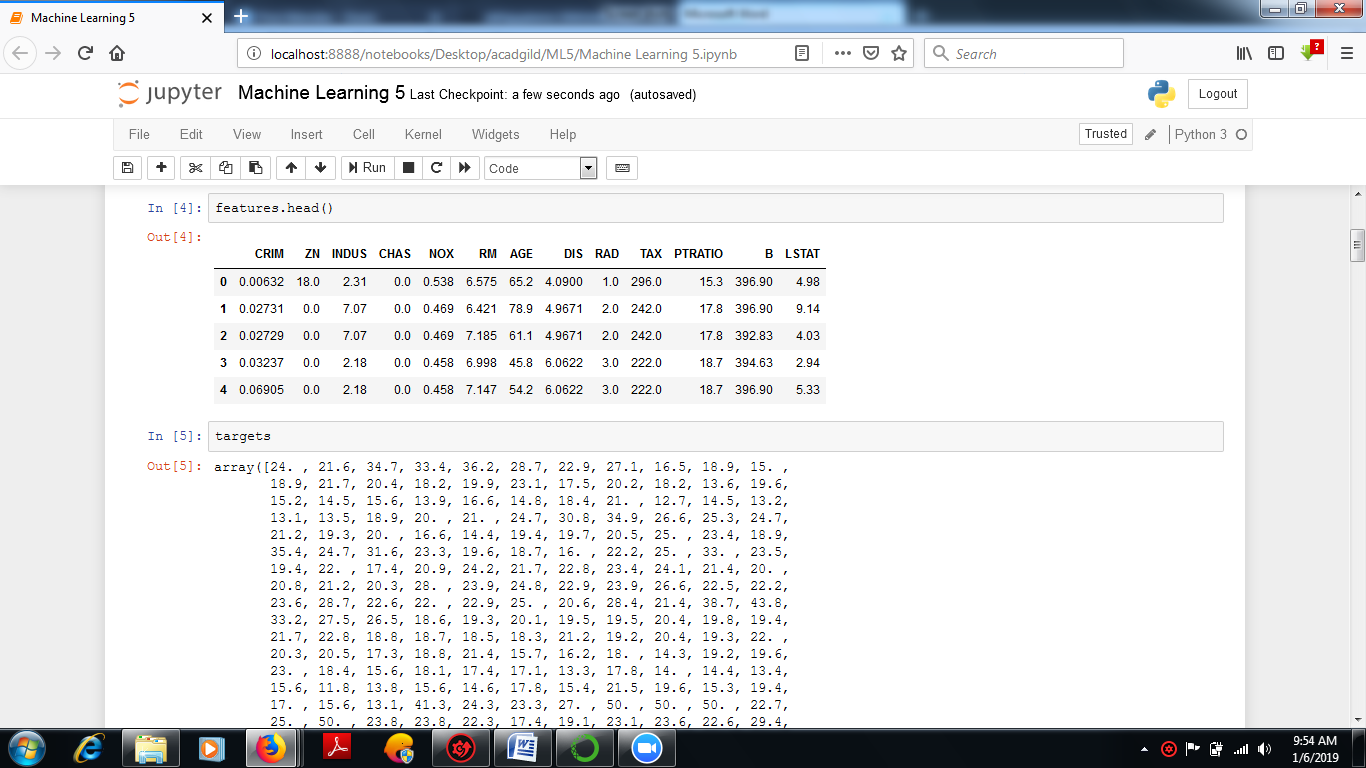 Machine Learning 5
Microsoft Word
localhost:8888/notebooks/Desktop/acadgild/ML5/Machine Learning 5.ipynb
Search
jupyter Machine Learning 5 Last Checkpoint: a few seconds ago (autosaved)
Logout
File Edit View Insert Cell Kernel Widgets Help
Trusted
Python 3
Run
Code
In [4]: features.head()
Out[4]:
CRIM ZN INDUS CHAS NOX RM AGE DIS RAD TAX PTRATIO B LSTAT
0 0.00632 18.0 2.31 0.0 0.538 6.575 65.2 4.0900 1.0 296.0 15.3 396.90 4.98
1 0.02731 0.0 7.07 0.0 0.469 6.421 78.9 4.9671 2.0 242.0 17.8 396.90 9.14
2 0.02729 0.0 7.07 0.0 0.469 7.185 61.1 4.9671 2.0 242.0 17.8 392.83 4.03
3 0.03237 0.0 2.18 0.0 0.458 6.998 45.8 6.0622 3.0 222.0 18.7 394.63 2.94
4 0.06905 0.0 2.18 0.0 0.458 7.147 54.2 6.0622 3.0 222.0 18.7 396.90 5.33
In [5]: targets
Out[5]: array([24. , 21.6, 34.7, 33.4, 36.2, 28.7, 22.9, 27.1, 16.5, 18.9, 15. ,
18.9, 21.7, 20.4, 18.2, 19.9, 23.1, 17.5, 20.2, 18.2, 13.6, 19.6,
15.2, 14.5, 15.6, 13.9, 16.6, 14.8, 18.4, 21. , 12.7, 14.5, 13.2,
13.1, 13.5, 18.9, 20. , 21. , 24.7, 30.8, 34.9, 26.6, 25.3, 24.7,
21.2, 19.3, 20. , 16.6, 14.4, 19.4, 19.7, 20.5, 25. , 23.4, 18.9,
35.4, 24.7, 31.6, 23.3, 19.6, 18.7, 16. , 22.2, 25. , 33. , 23.5,
19.4, 22. , 17.4, 20.9, 24.2, 21.7, 22.8, 23.4, 24.1, 21.4, 20. ,
20.8, 21.2, 20.3, 28. , 23.9, 24.8, 22.9, 23.9, 26.6, 22.5, 22.2,
23.6, 28.7, 22.6, 22. , 22.9, 25. , 20.6, 28.4, 21.4, 38.7, 43.8,
33.2, 27.5, 26.5, 18.6, 19.3, 20.1, 19.5, 19.5, 20.4, 19.8, 19.4,
21.7, 22.8, 18.8, 18.7, 18.5, 18.3, 21.2, 19.2, 20.4, 19.3, 22. ,
20.3, 20.5, 17.3, 18.8, 21.4, 15.7, 16.2, 18. , 14.3, 19.2, 19.6,
23. , 18.4, 15.6, 18.1, 17.4, 17.1, 13.3, 17.8, 14. , 14.4, 13.4,
15.6, 11.8, 13.8, 15.6, 14.6, 17.8, 15.4, 21.5, 19.6, 15.3, 19.4,
17. , 15.6, 13.1, 41.3, 24.3, 23.3, 27. , 50. , 50. , 50. , 22.7,
25. , 50. , 23.8, 23.8, 22.3, 17.4, 19.1, 23.1, 23.6, 22.6, 29.4,
9:54 AM
1/6/2019